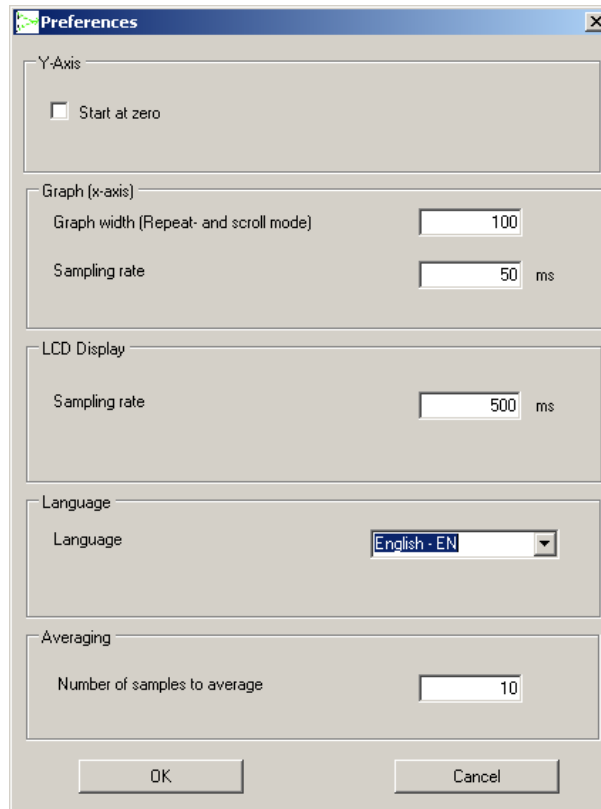 Preferences
Y-Axis
Start at zero
Graph (x-axis)
Graph width (Repeat- and scroll mode) 100
Sampling rate 50 ms
LCD Display
Sampling rate 500 ms
Language
Language English - EN
Averaging
Number of samples to average 10
OK Cancel